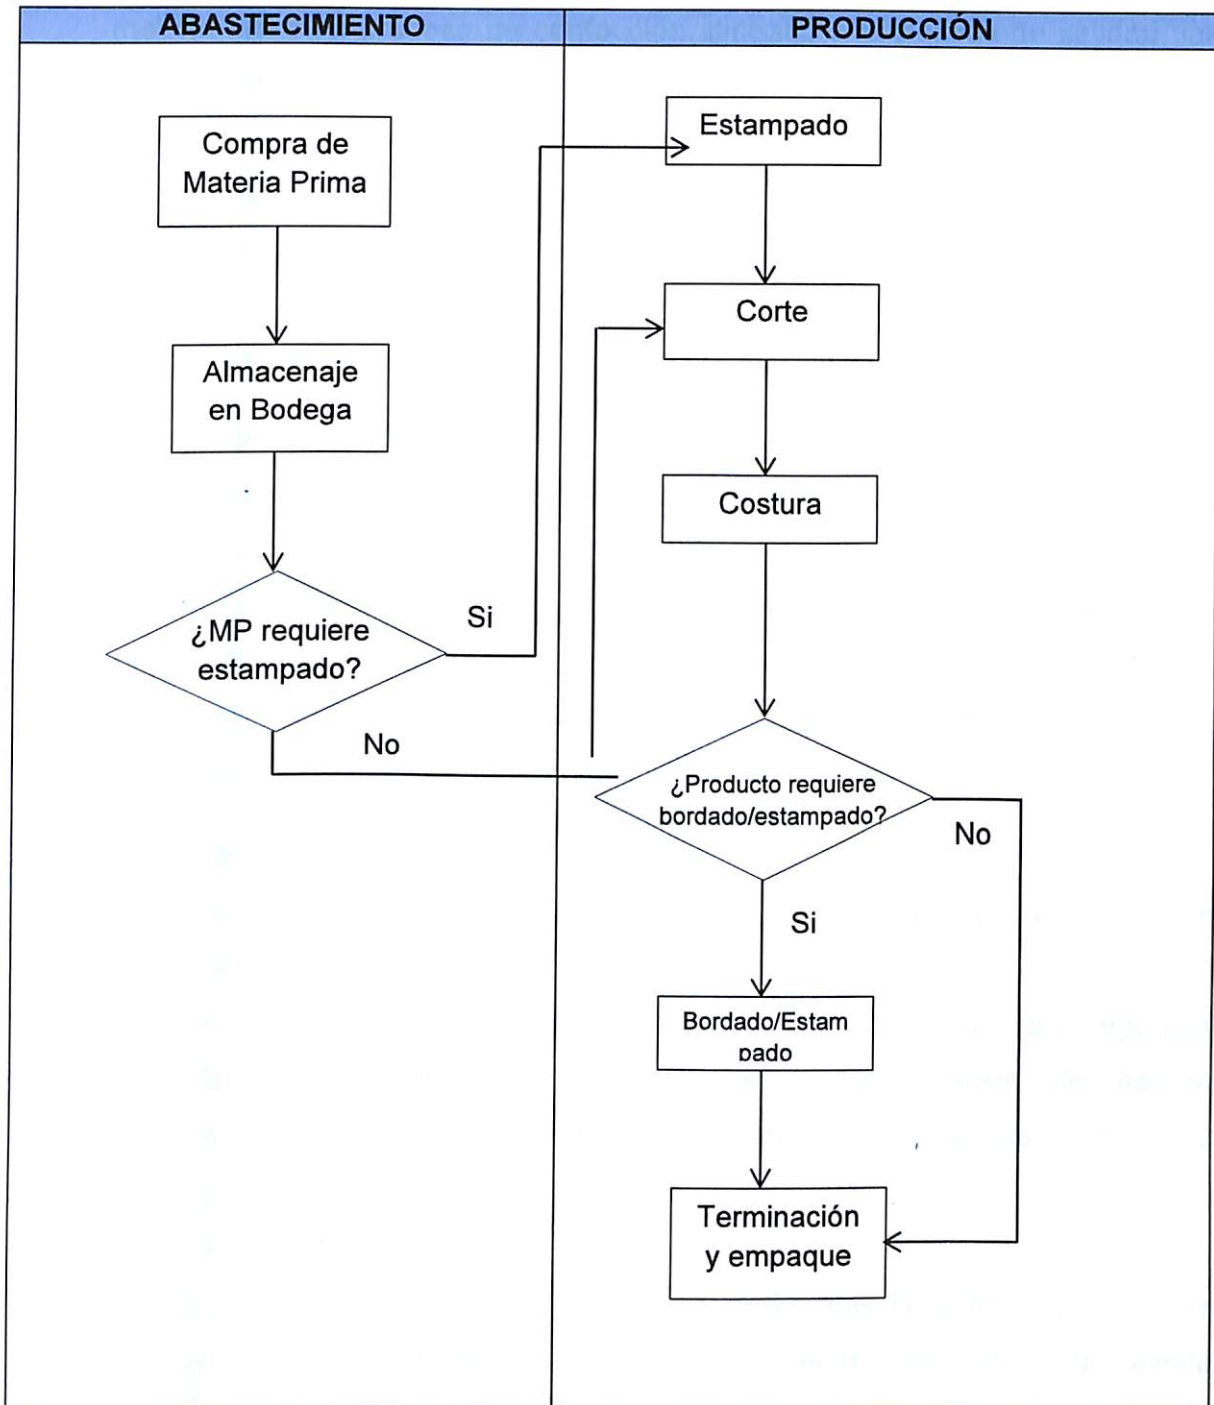 ABASTECIMIENTO
PRODUCCIÓN
Compra de
Materia Prima
Almacenaje
en Bodega
¿MP requiere
estampado?
Si
No
Estampado
Corte
Costura
¿Producto requiere
bordado/estampado?
No
Si
Bordado/Estam
pado
Terminación
y empaque